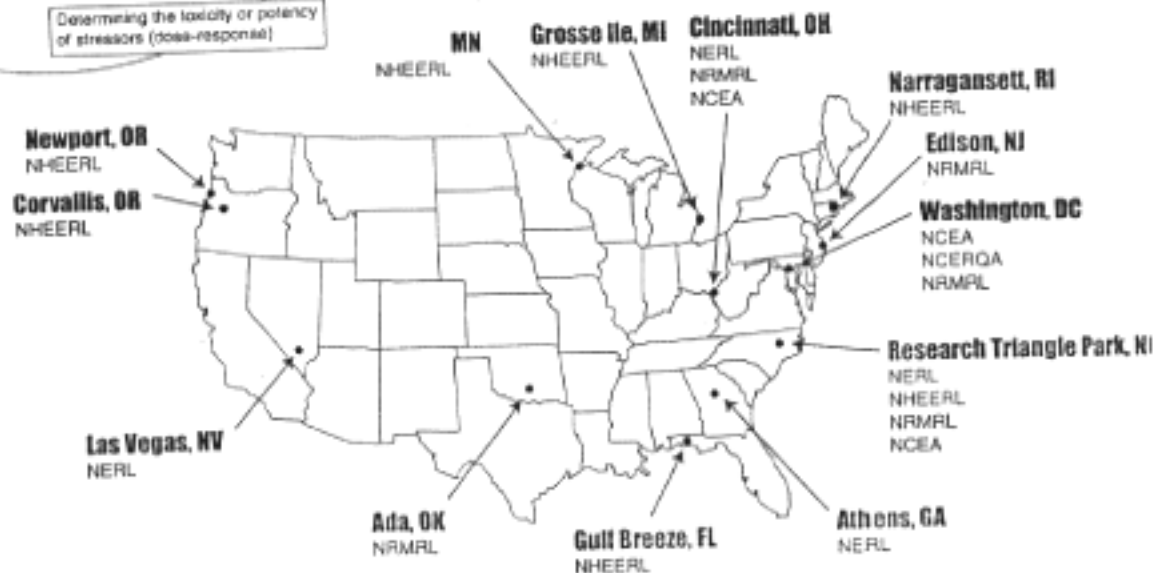 Determining the toxicity or potency
of stressors (dose-response)
MN
NHEERL
Grosse Ile, MI
NHEERL
Cincinnati, OH
NERL
NRMRL
NCEA
Narragansett, RI
NHEERL
Edison, NJ
NRMRL
Washington, DC
NCEA
NCERQA
NRMRL
Newport, OR
NHEERL
Corvallis, OR
NHEERL
Research Triangle Park, N
NERL
NHEERL
NRMRL
NCEA
Las Vegas, NV
NERL
Ada, OK
NRMRL
Gulf Breeze, FL
NHEERL
Athens, GA
NERL